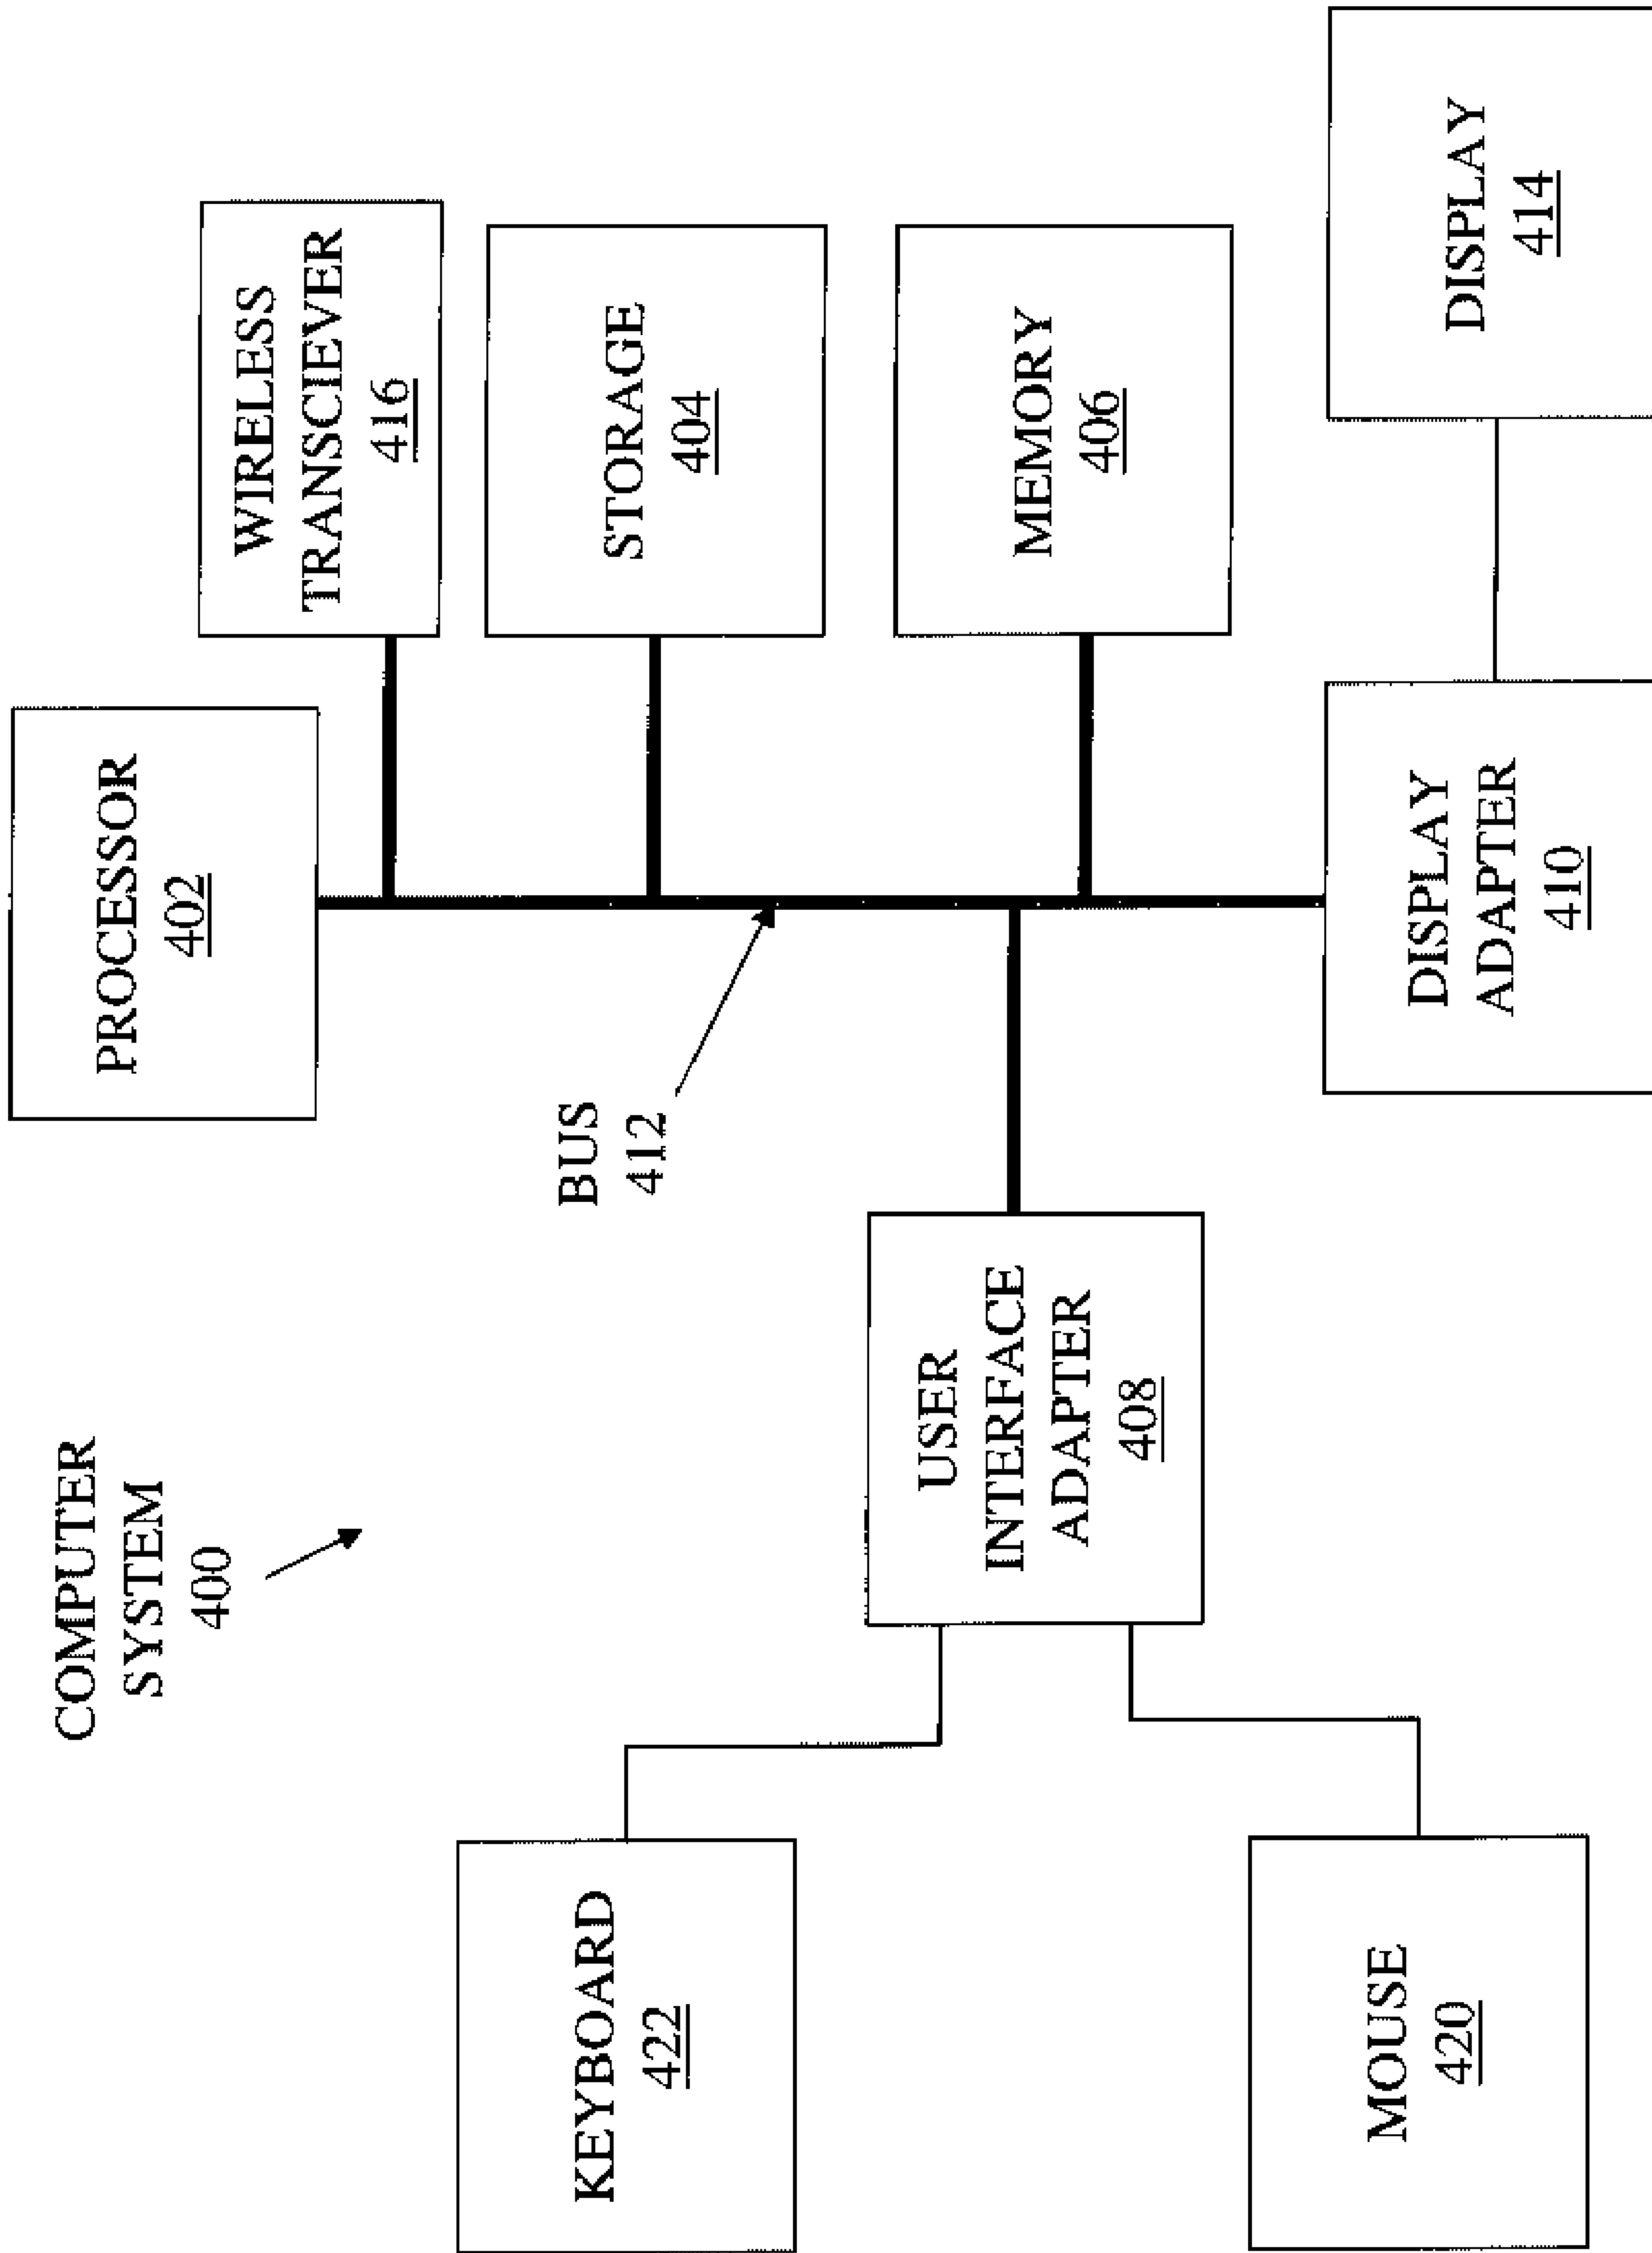 COMPUTER
SYSTEM
400
PROCESSOR
402
WIRELESS
TRANSCIEVER
416
KEYBOARD
422
BUS
412
STORAGE
404
USER
INTERFACE
ADAPTER
408
MEMORY
406
MOUSE
420
DISPLAY
ADAPTER
410
DISPLAY
414